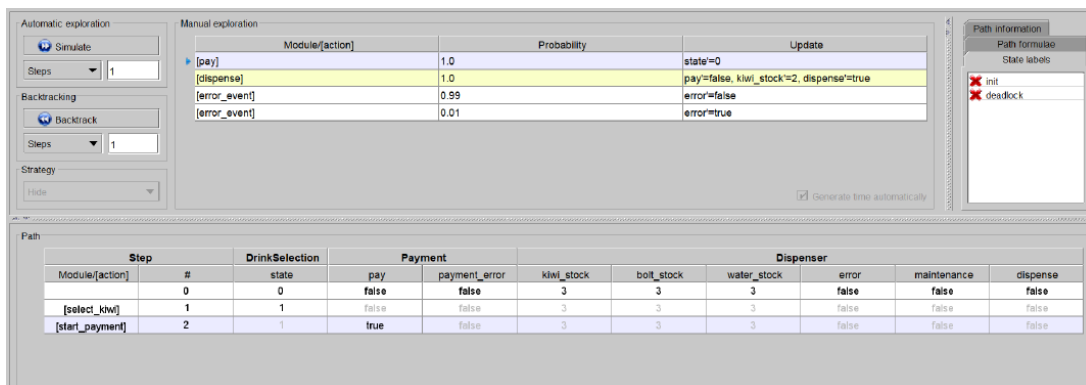 Automatic exploration
Simulate
Steps 1
Backtracking
Backtrack
Steps 1
Strategy
Hide
Manual exploration
Module/[action] Probability Update
[pay] 1.0 state'=0
[dispense] 1.0 pay'=false, kiwi_stock'=2, dispense'=true
[error_event] 0.99 error'=false
[error_event] 0.01 error'=true
Generate time automatically
Path information
Path formulae
State labels
init
deadlock
Path
Step DrinkSelection Payment Dispenser
Module/[action] # state pay payment_error kiwi_stock bolt_stock water_stock error maintenance dispense
0 0 false false 3 3 3 false false false
[select_kiwi] 1 1 false false 3 3 3 false false false
[start_payment] 2 1 true false 3 3 3 false false false